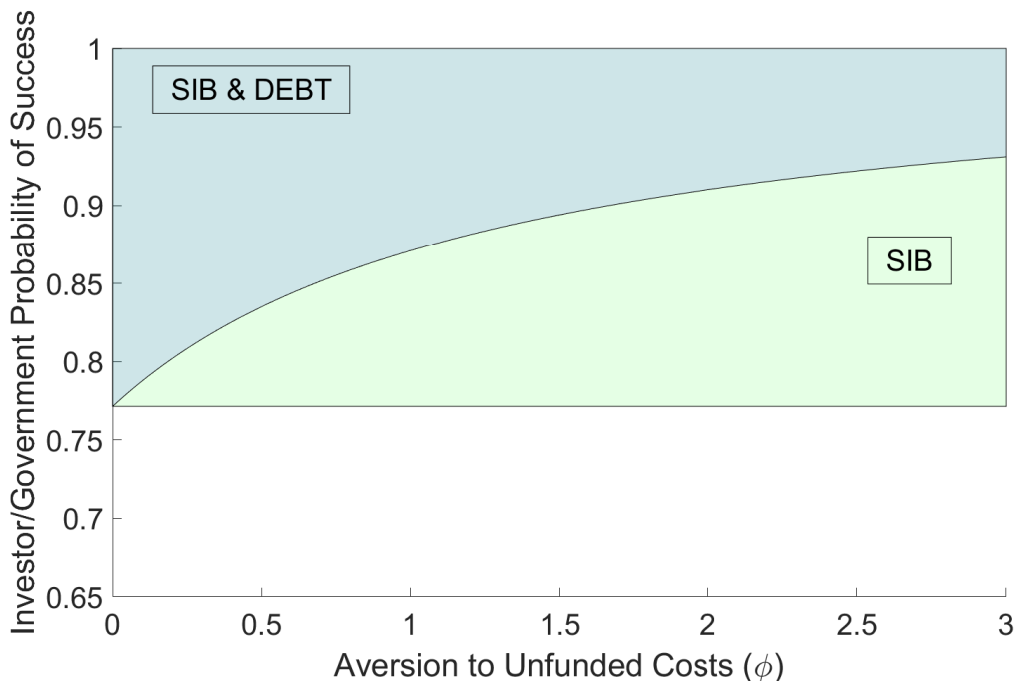 Investor/Government Probability of Success
1
0.95
0.9
0.85
0.8
0.75
0.7
0.65
SIB & DEBT
SIB
0 0.5 1 1.5 2 2.5 3
Aversion to Unfunded Costs (ϕ)